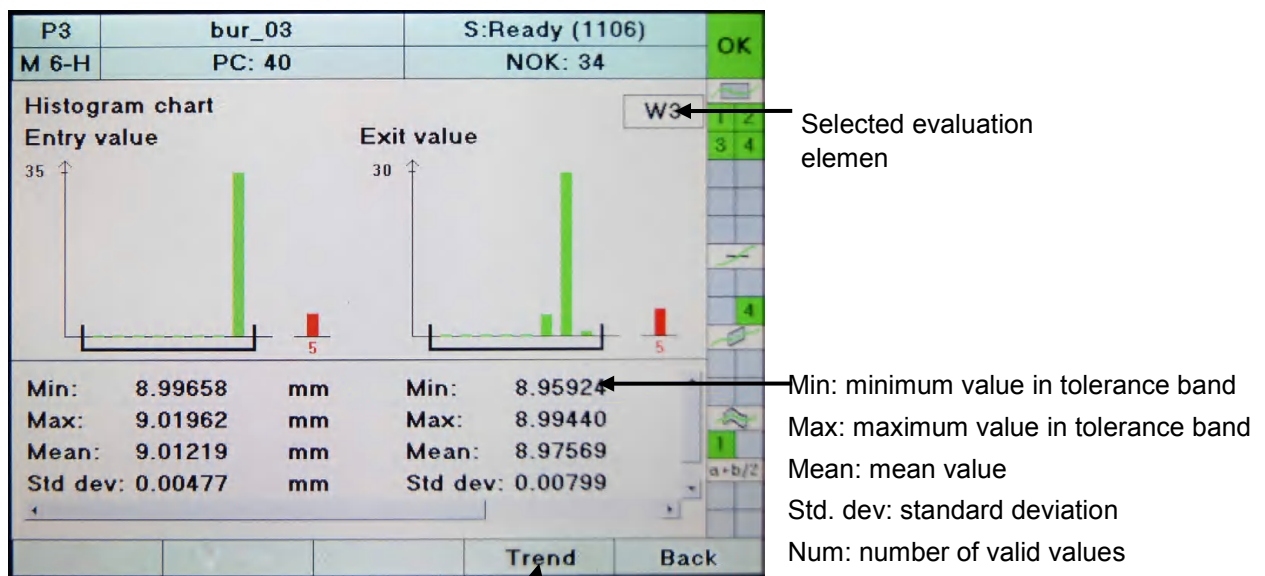 P3 bur_03 S:Ready (1106) OK
M 6-H PC: 40 NOK: 34
Histogram chart W3
Entry value Exit value
1 2
3 4
Selected evaluation
elemen
35 30
4
5 5
Min: 8.99658 mm Min: 8.95924
Max: 9.01962 mm Max: 8.99440
Mean: 9.01219 mm Mean: 8.97569
Std dev: 0.00477 mm Std dev: 0.00799
1
a+b/2
Min: minimum value in tolerance band
Max: maximum value in tolerance band
Mean: mean value
Std. dev: standard deviation
Num: number of valid values
Trend Back